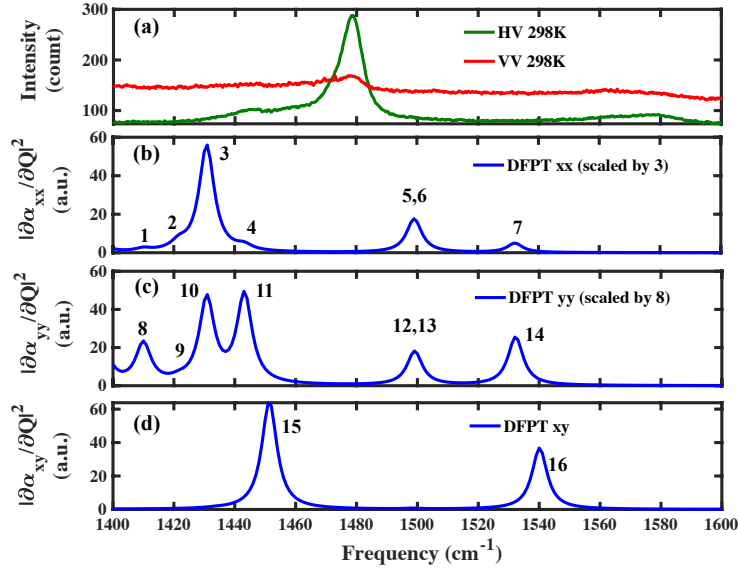 (a)
HV 298K
VV 298K
Intensity
(count)
300
200
100
(b)
DFPT xx (scaled by 3)
|∂α_xx/∂Q|²
(a.u.)
60
40
20
0
1
2
3
4
5,6
7
(c)
DFPT yy (scaled by 8)
|∂α_yy/∂Q|²
(a.u.)
60
40
20
0
8
9
10
11
12,13
14
(d)
DFPT xy
|∂α_xy/∂Q|²
(a.u.)
60
40
20
0
15
16
1400 1420 1440 1460 1480 1500 1520 1540 1560 1580 1600
Frequency (cm⁻¹)